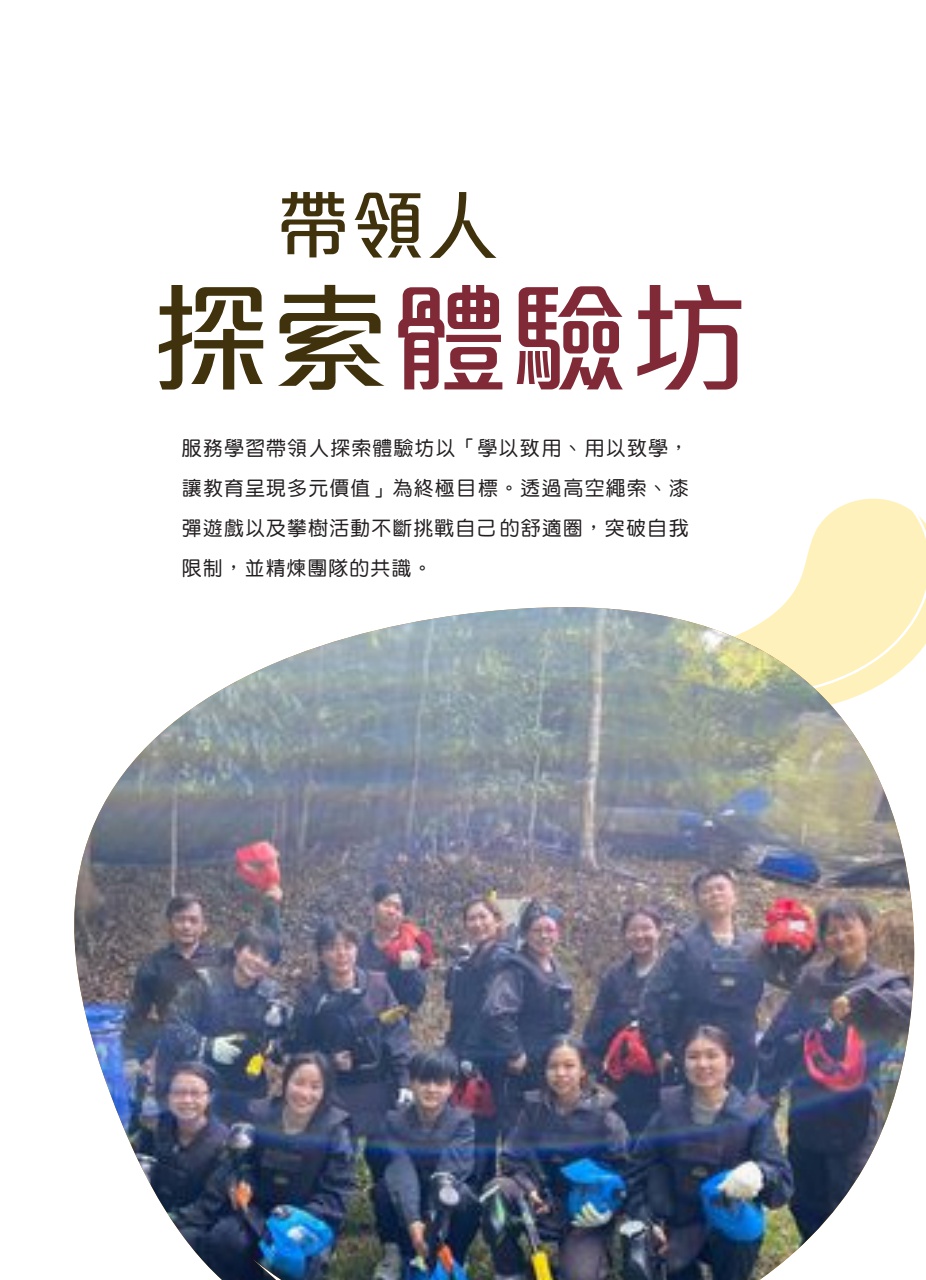 帶領人
探索體驗坊
服務學習帶領人探索體驗坊以「學以致用、用以致學，
讓教育呈現多元價值」為終極目標。透過高空繩索、漆
彈遊戲以及攀樹活動不斷挑戰自己的舒適圈，突破自我
限制，並精煉團隊的共識。